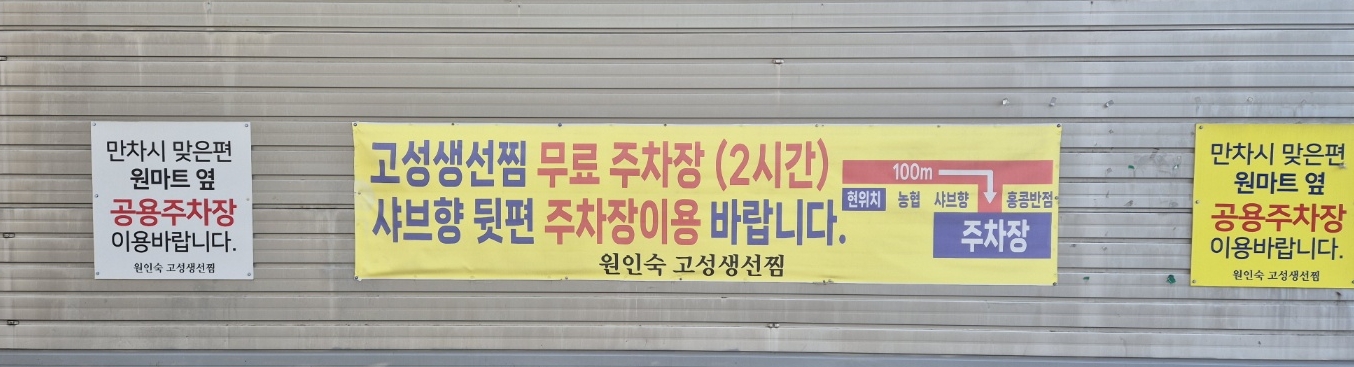 만차시 맞은편
원마트 옆
공용주차장
이용바랍니다.
원인숙 고성생선찜
고성생선찜 무료 주차장 (2시간)
샤브향 뒷편 주차장이용 바랍니다.
원인숙 고성생선찜
100m
현위치 농협 샤브향 홍콩반점
주차장
만차시 맞은편
원마트 옆
공용주차장
이용바랍니다.
원인숙 고성생선찜